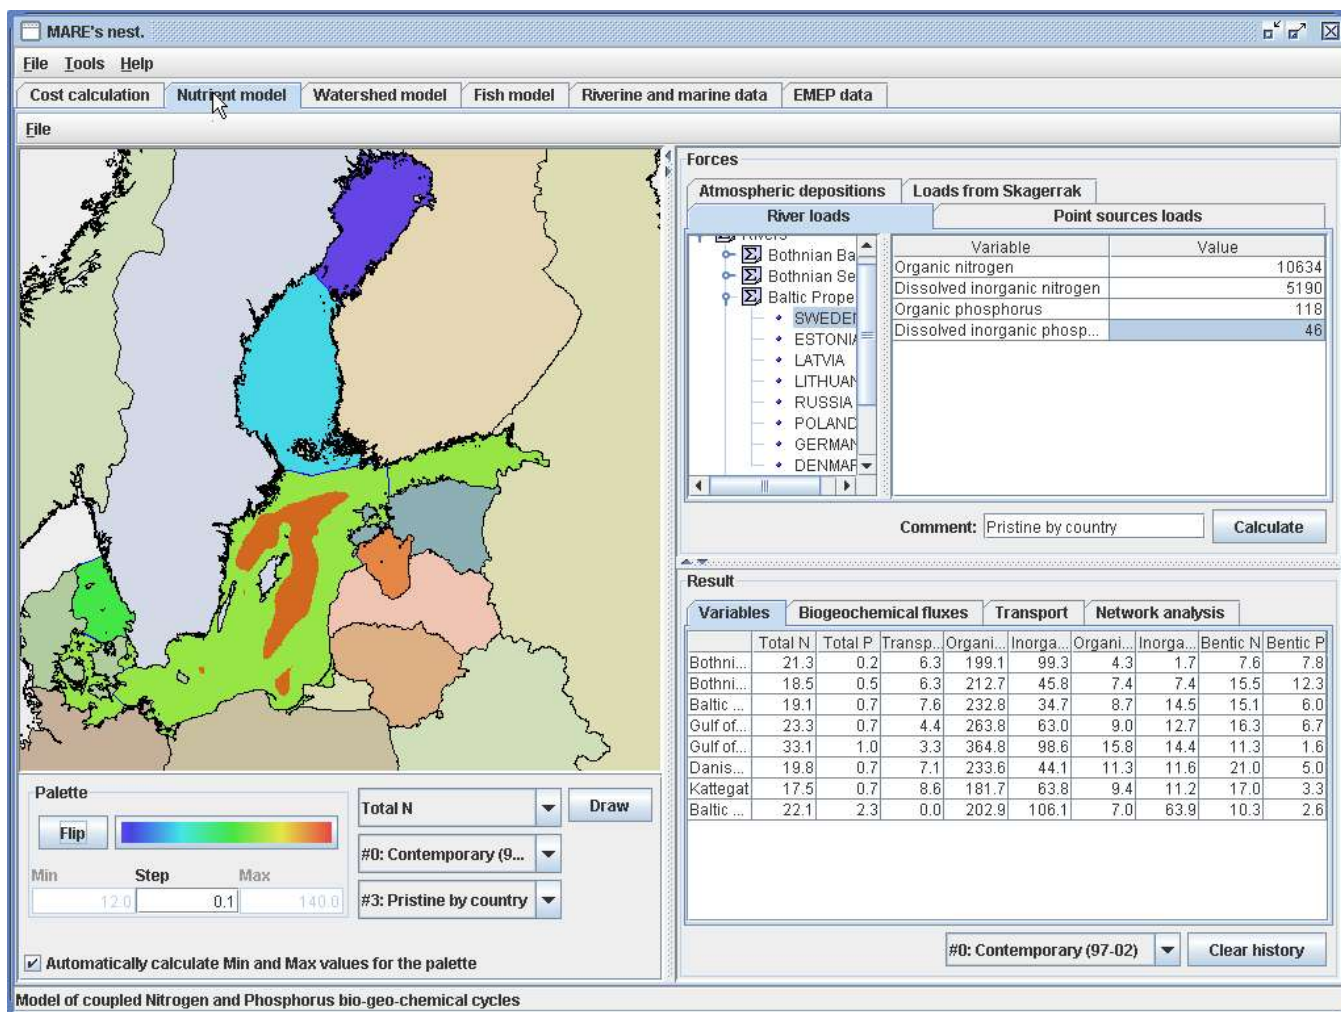 MARE's nest.
File Tools Help
Cost calculation Nutrient model Watershed model Fish model Riverine and marine data EMEP data
File
Forces
Atmospheric depositions Loads from Skagerrak
River loads Point sources loads
Rivers
Bothnian Ba
Bothnian Se
Baltic Prope
SWEDEN
ESTONIA
LATVIA
LITHUAN
RUSSIA
POLAND
GERMAN
DENMAR
Variable Value
Organic nitrogen 10634
Dissolved inorganic nitrogen 5190
Organic phosphorus 118
Dissolved inorganic phosp... 46
Comment: Pristine by country Calculate
Result
Variables Biogeochemical fluxes Transport Network analysis
Total N Total P Transp... Organi... Inorga... Organi... Inorga... Bentic N Bentic P
Bothni... 21.3 0.2 6.3 199.1 99.3 4.3 1.7 7.6 7.8
Bothni... 18.5 0.5 6.3 212.7 45.8 7.4 7.4 15.5 12.3
Baltic ... 19.1 0.7 7.6 232.8 34.7 8.7 14.5 15.1 6.0
Gulf of... 23.3 0.7 4.4 263.8 63.0 9.0 12.7 16.3 6.7
Gulf of... 33.1 1.0 3.3 364.8 98.6 15.8 14.4 11.3 1.6
Danis... 19.8 0.7 7.1 233.6 44.1 11.3 11.6 21.0 5.0
Kattegat 17.5 0.7 8.6 181.7 63.8 9.4 11.2 17.0 3.3
Baltic ... 22.1 2.3 0.0 202.9 106.1 7.0 63.9 10.3 2.6
#0: Contemporary (97-02) Clear history
Palette
Flip
Min Step Max
12.0 0.1 140.0
Total N Draw
#0: Contemporary (9...
#3: Pristine by country
Automatically calculate Min and Max values for the palette
Model of coupled Nitrogen and Phosphorus bio-geo-chemical cycles